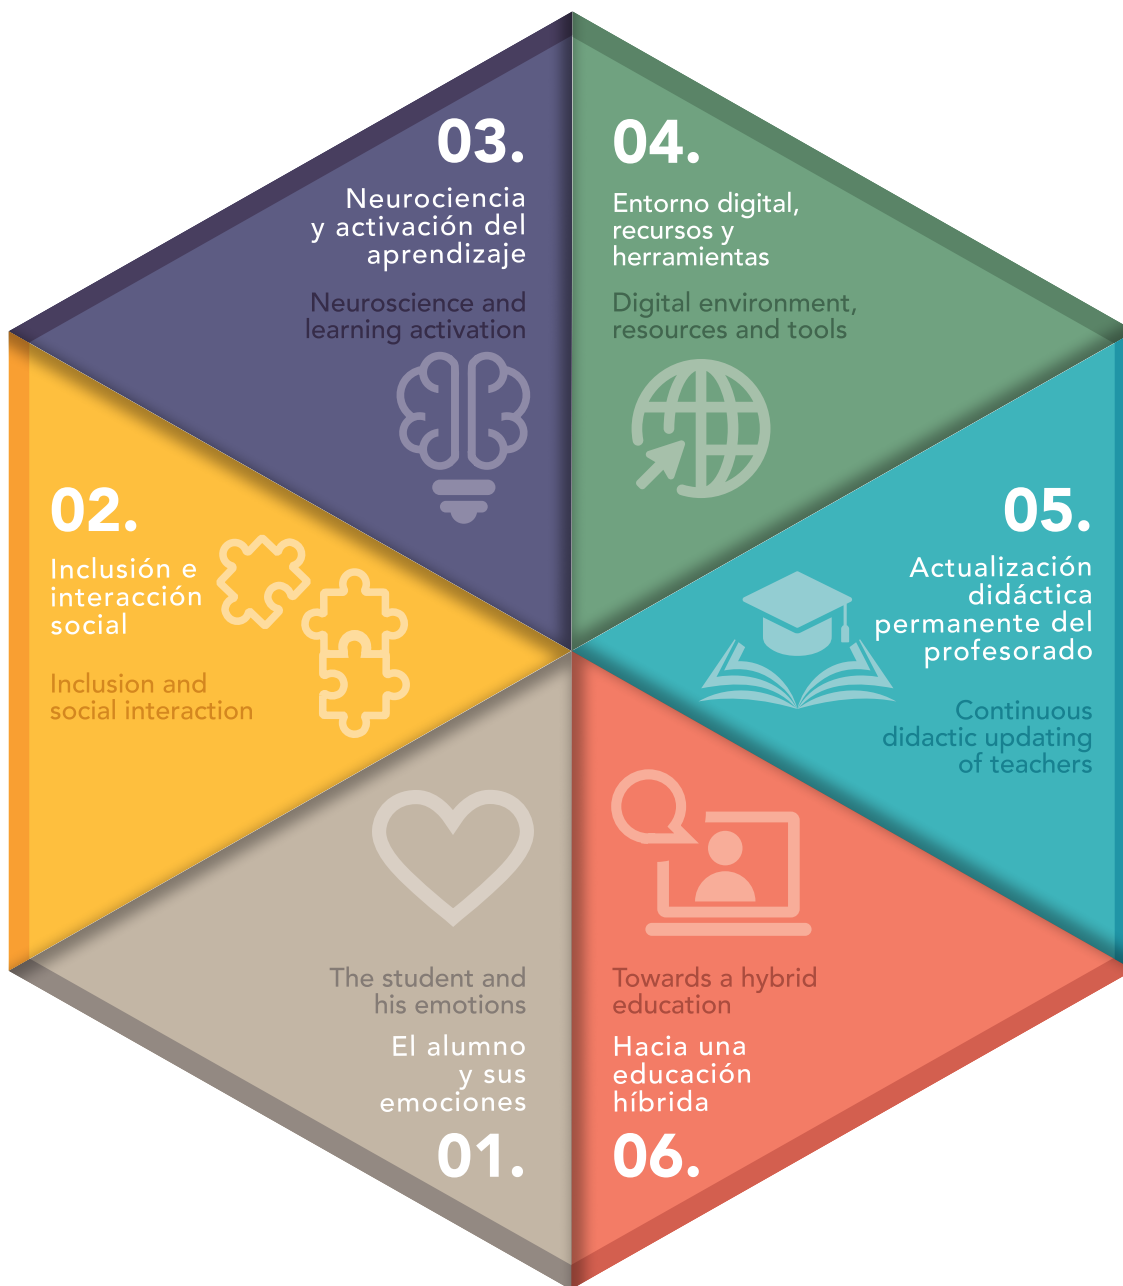 03.
Neurociencia
y activación del
aprendizaje
Neuroscience and
learning activation
04.
Entorno digital,
recursos y
herramientas
Digital environment,
resources and tools
02.
Inclusión e
interacción
social
Inclusion and
social interaction
05.
Actualización
didáctica
permanente del
profesorado
Continuous
didactic updating
of teachers
The student and
his emotions
El alumno
y sus
emociones
01.
Towards a hybrid
education
Hacia una
educación
híbrida
06.